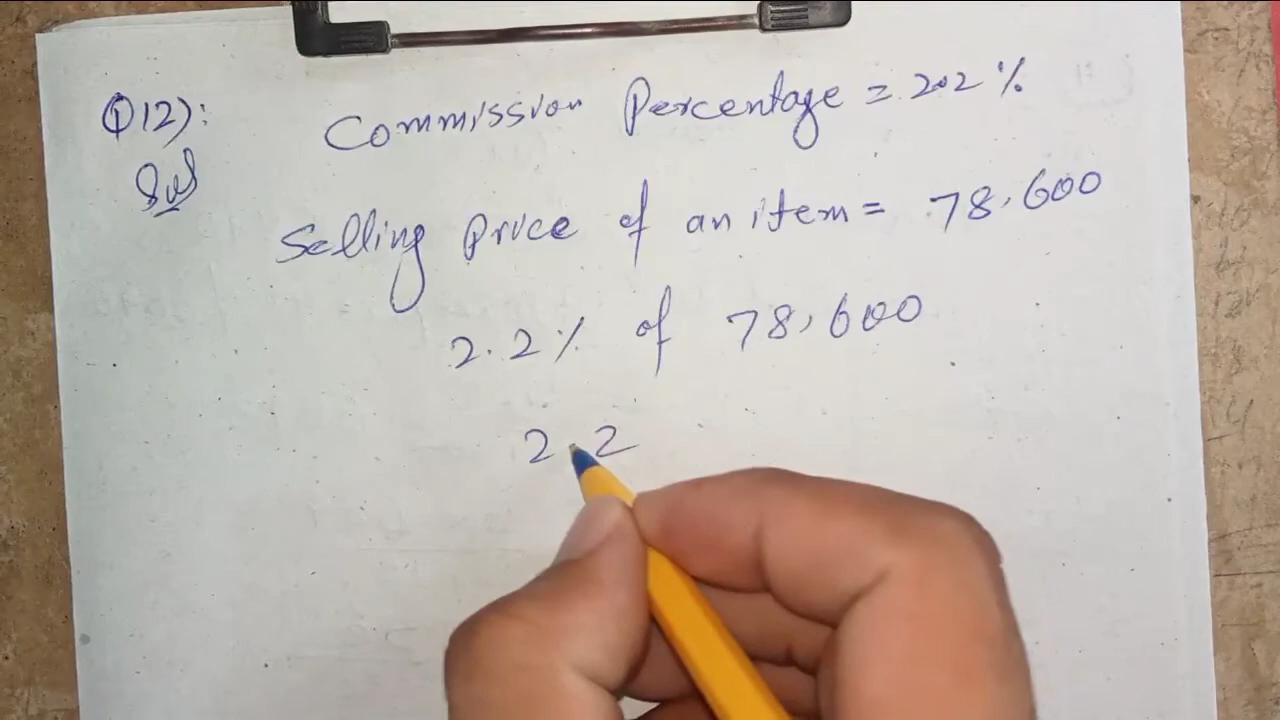 Q12):
Commission Percentage = 2.2 %
Sol
Selling Price of an item = 78,600
2.2% of 78,600
2.2